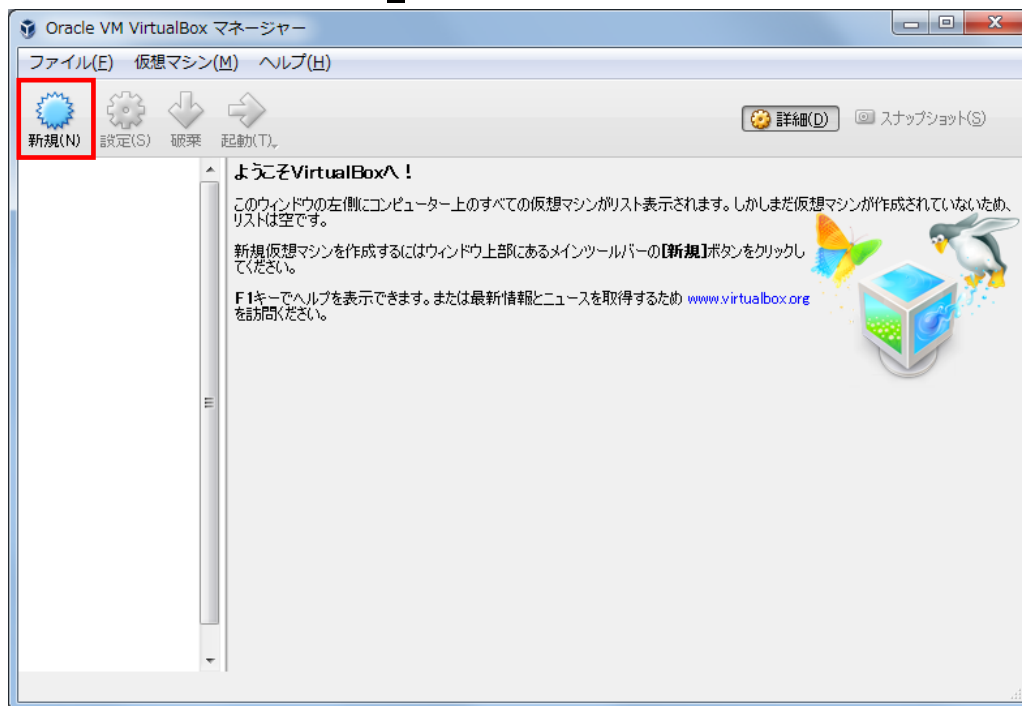 Oracle VM VirtualBox マネージャー
ファイル(F) 仮想マシン(M) ヘルプ(H)
新規(N) 設定(S) 破棄 起動(T) 詳細(D) スナップショット(S)
ようこそVirtualBoxへ！
このウィンドウの左側にコンピューター上のすべての仮想マシンがリスト表示されます。しかしまだ仮想マシンが作成されていないため、
リストは空です。
新規仮想マシンを作成するにはウィンドウ上部にあるメインツールバーの[新規]ボタンをクリックし
てください。
F1キーでヘルプを表示できます。または最新情報とニュースを取得するため www.virtualbox.org
を訪問ください。